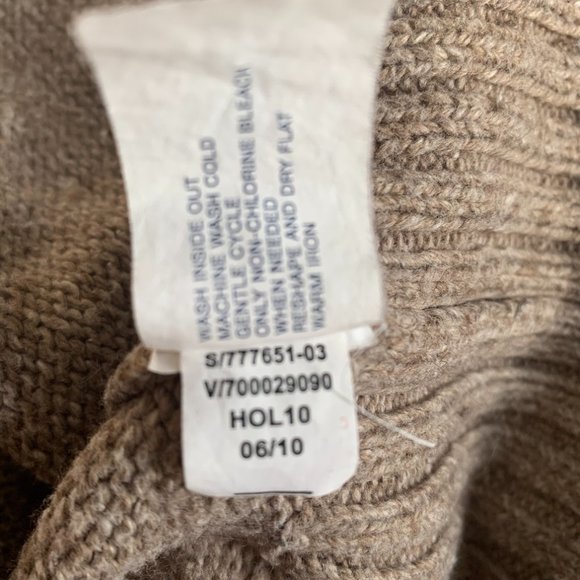 WASH INSIDE OUT
MACHINE WASH COLD
GENTLE CYCLE
ONLY NON-CHLORINE BLEACH
WHEN NEEDED
RESHAPE AND DRY FLAT
WARM IRON
S/777651-03
V/700029090
HOL10
06/10